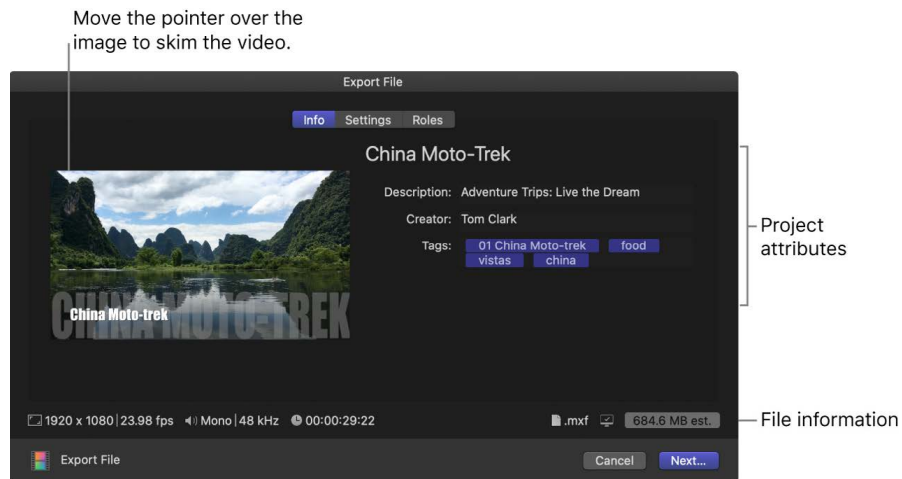 Move the pointer over the
image to skim the video.
Export File
Info Settings Roles
China Moto-Trek
Description: Adventure Trips: Live the Dream
Creator: Tom Clark
Tags: 01 China Moto-trek food
vistas china
CHINA MOTO-TREK
China Moto-trek
Project
attributes
1920 x 1080 | 23.98 fps Mono | 48 kHz 00:00:29:22 .mxf 684.6 MB est.
File information
Export File Cancel Next...